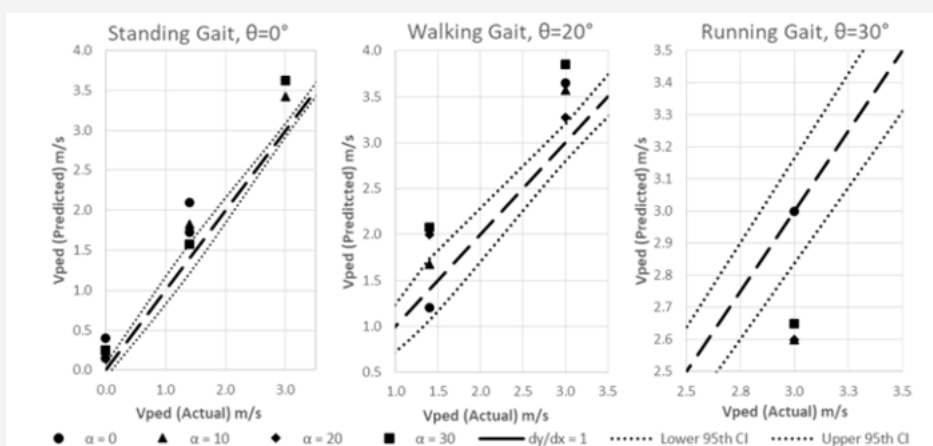 Standing Gait, θ=0°
Walking Gait, θ=20°
Running Gait, θ=30°
Vped (Predicted) m/s
4.0
3.5
3.0
2.5
2.0
1.5
1.0
0.5
0.0
0.0 1.0 2.0 3.0
Vped (Actual) m/s
Vped (Preditcted) m/s
4.0
3.5
3.0
2.5
2.0
1.5
1.0
0.5
1.0 1.5 2.0 2.5 3.0 3.5
Vped (Actual) m/s
Vped (Predicted) m/s
3.5
3.4
3.3
3.2
3.1
3.0
2.9
2.8
2.7
2.6
2.5
2.5 2.8 3.0 3.3 3.5
Vped (Actual) m/s
α = 0 α = 10 α = 20 α = 30 dy/dx = 1 Lower 95th CI Upper 95th CI